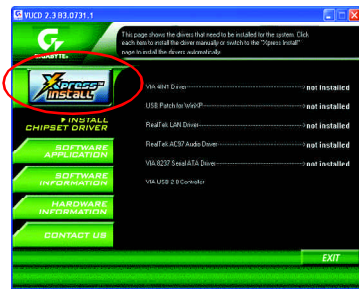 VUCD 2.3 B3.0731.1
GIGABYTE
This page shows the drivers that need to be installed for the system. Click
each item to install the driver manually or switch to the "Xpress Install"
page to install the drivers automatically.
Xpress™
Install
INSTALL
CHIPSET DRIVER
SOFTWARE
APPLICATION
SOFTWARE
INFORMATION
HARDWARE
INFORMATION
CONTACT US
VIA 4IN1 Driver not installed
USB Patch for WinXP not installed
RealTek LAN Driver not installed
RealTek AC97 Audio Driver not installed
VIA 8237 Serial ATA Driver not installed
VIA USB 2.0 Controller
EXIT